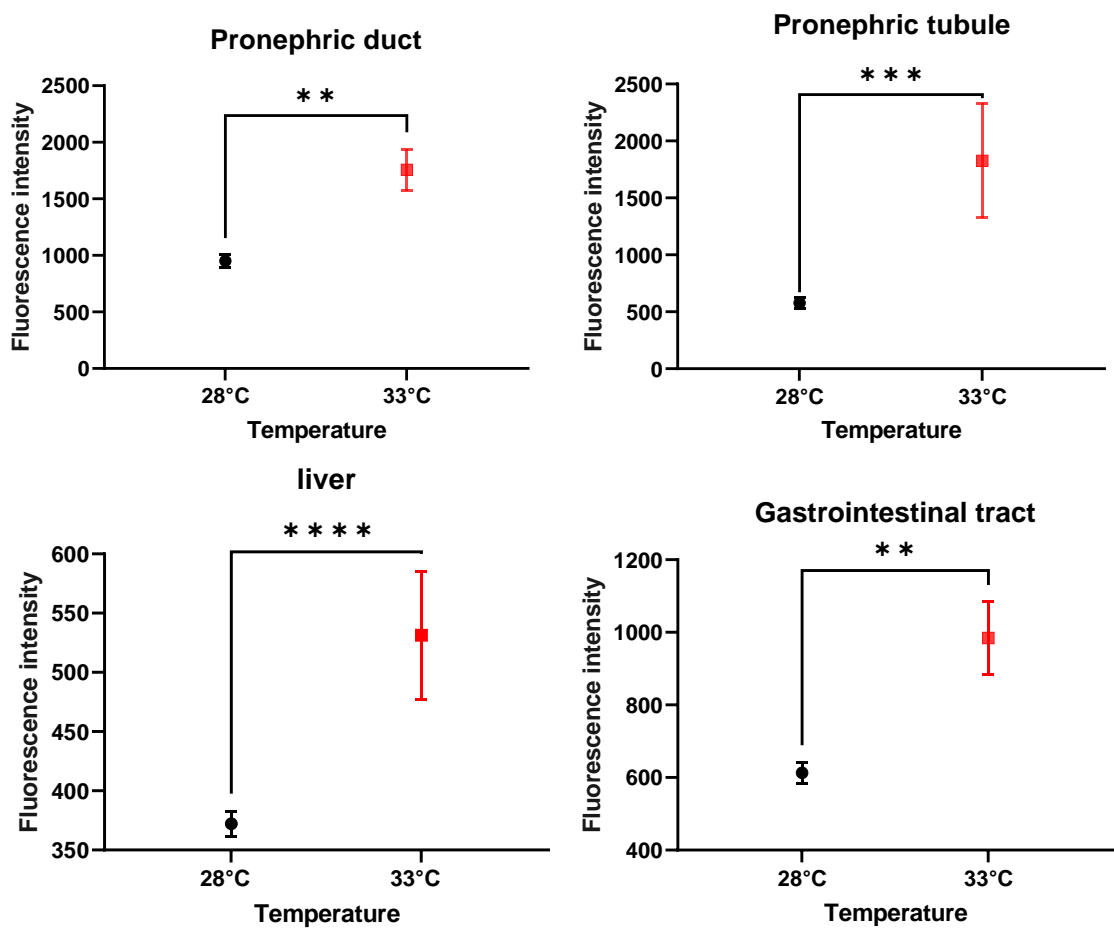 Pronephric duct
* *
Fluorescence intensity
2500
2000
1500
1000
500
0
28°C
33°C
Temperature
Pronephric tubule
* * *
Fluorescence intensity
2500
2000
1500
1000
500
0
28°C
33°C
Temperature
liver
* * * *
Fluorescence intensity
600
550
500
450
400
350
28°C
33°C
Temperature
Gastrointestinal tract
* *
Fluorescence intensity
1200
1000
800
600
400
28°C
33°C
Temperature